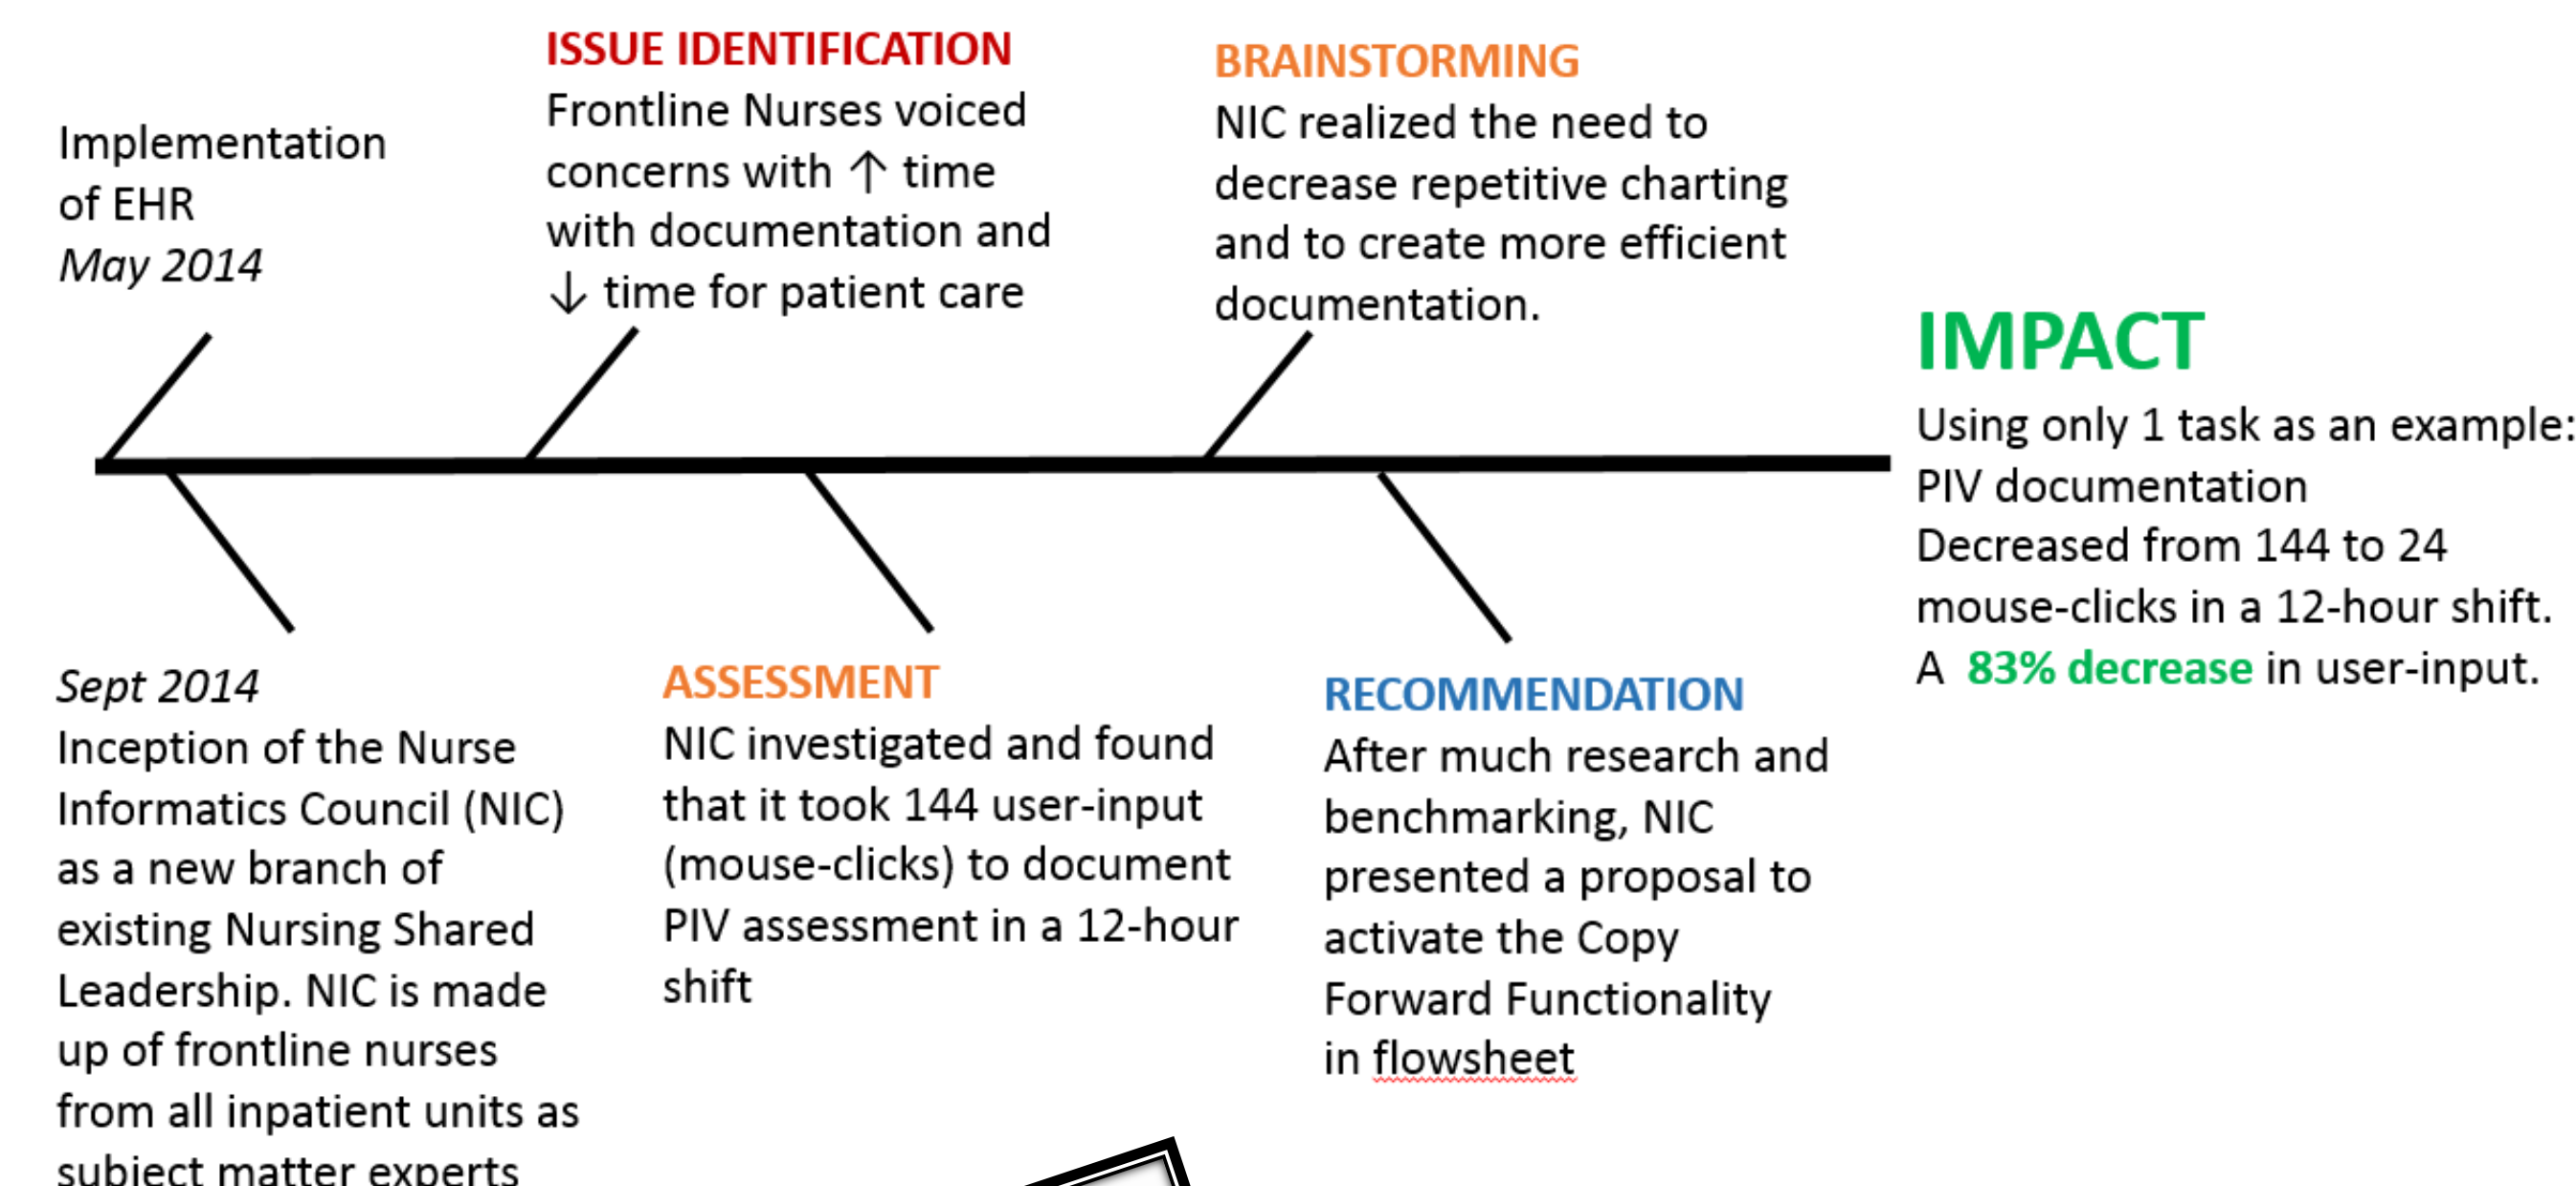 Implementation
of EHR
May 2014
ISSUE IDENTIFICATION
Frontline Nurses voiced
concerns with ↑ time
with documentation and
↓ time for patient care
BRAINSTORMING
NIC realized the need to
decrease repetitive charting
and to create more efficient
documentation.
Sept 2014
Inception of the Nurse
Informatics Council (NIC)
as a new branch of
existing Nursing Shared
Leadership. NIC is made
up of frontline nurses
from all inpatient units as
subject matter experts
ASSESSMENT
NIC investigated and found
that it took 144 user-input
(mouse-clicks) to document
PIV assessment in a 12-hour
shift
RECOMMENDATION
After much research and
benchmarking, NIC
presented a proposal to
activate the Copy
Forward Functionality
in flowsheet
IMPACT
Using only 1 task as an example:
PIV documentation
Decreased from 144 to 24
mouse-clicks in a 12-hour shift.
A 83% decrease in user-input.